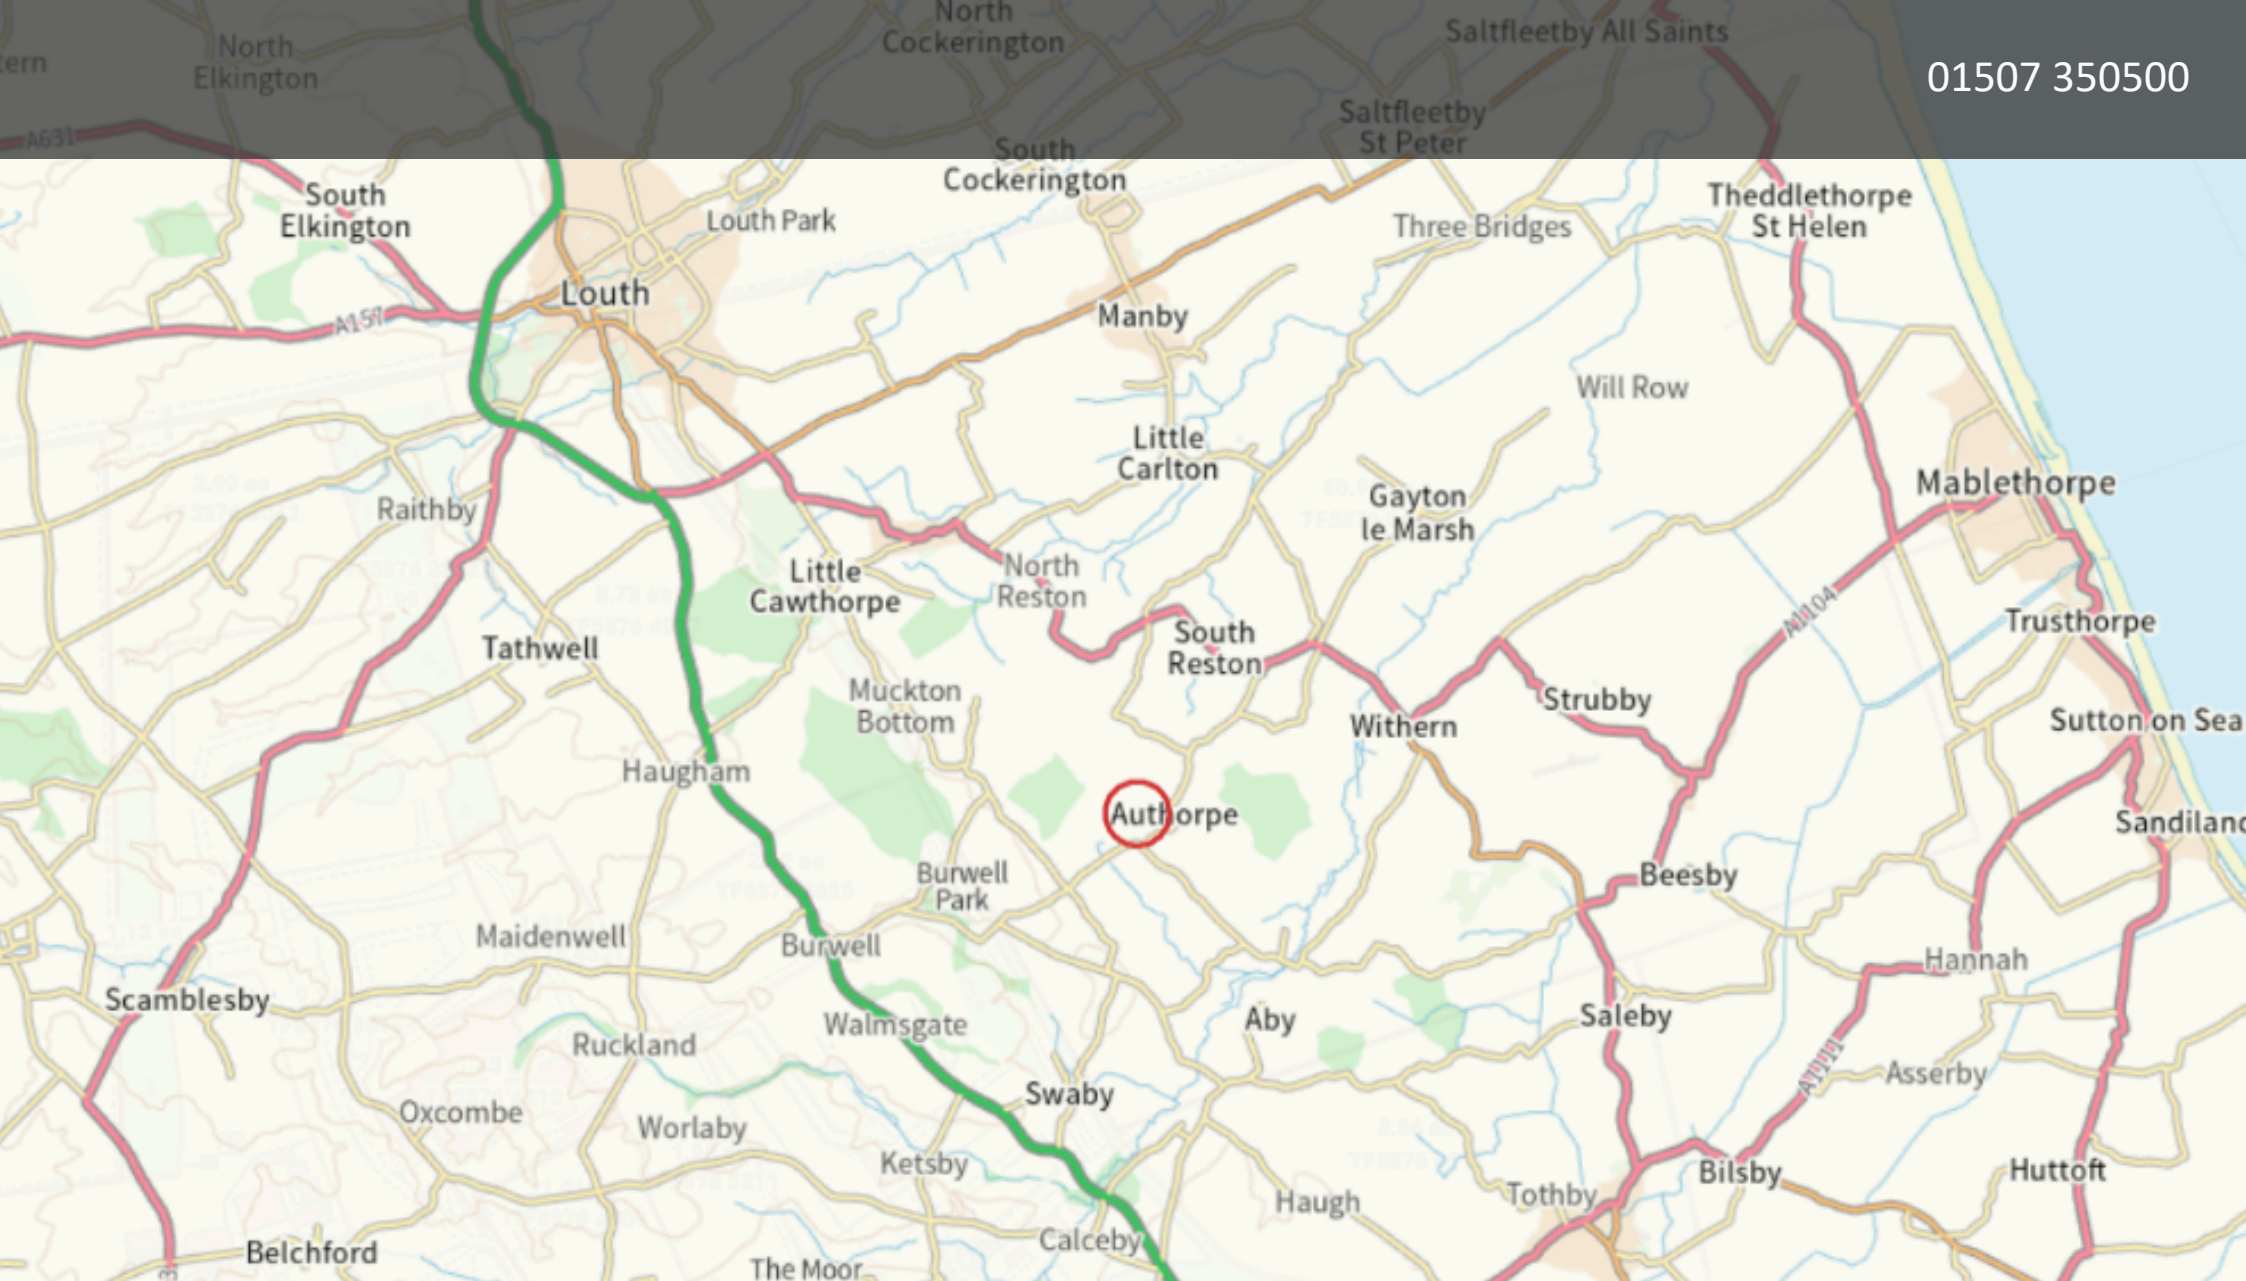 North
Cockerington
Saltfleetby All Saints
North
Elkington
tern
01507 350500
Saltfleetby
St Peter
A631
South
Cockerington
South
Elkington
Louth Park
Theddlethorpe
St Helen
Three Bridges
Louth
A157
Manby
Will Row
Little
Carlton
Mablethorpe
Raithby
Gayton
le Marsh
North
Reston
Little
Cawthorpe
A1104
Trusthorpe
Tathwell
South
Reston
Muckton
Bottom
Strubby
Withern
Sutton on Sea
Haugham
Authorpe
Sandiland
Burwell
Park
Beesby
Maidenwell
Burwell
Hannah
Scamblesby
Walmsgate
Aby
Saleby
Ruckland
A1111
Asserby
Swaby
Oxcombe
Worlaby
Ketsby
Bilsby
Huttoft
Haugh
Tothby
Calceby
Belchford
The Moor